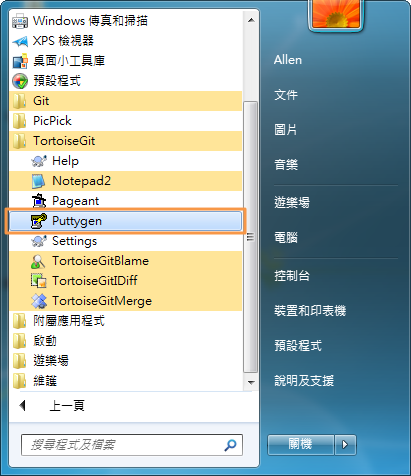 Windows 傳真和掃描
XPS 檢視器
桌面小工具庫
預設程式
Git
PicPick
TortoiseGit
Help
Notepad2
Pageant
Puttygen
Settings
TortoiseGitBlame
TortoiseGitIDiff
TortoiseGitMerge
附屬應用程式
啟動
遊樂場
維護
上一頁
搜尋程式及檔案
Allen
文件
圖片
音樂
遊樂場
電腦
控制台
裝置和印表機
預設程式
說明及支援
關機